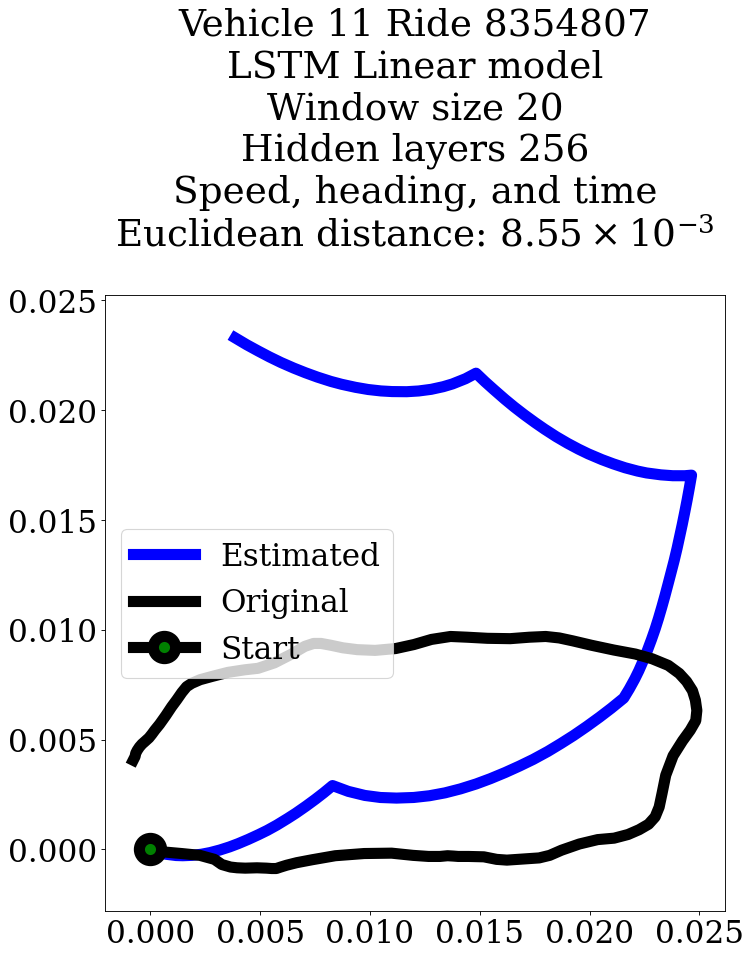 Vehicle 11 Ride 8354807
LSTM Linear model
Window size 20
Hidden layers 256
Speed, heading, and time
Euclidean distance: 8.55 × 10⁻³
0.025
0.020
0.015
0.010
0.005
0.000
Estimated
Original
Start
0.000 0.005 0.010 0.015 0.020 0.025